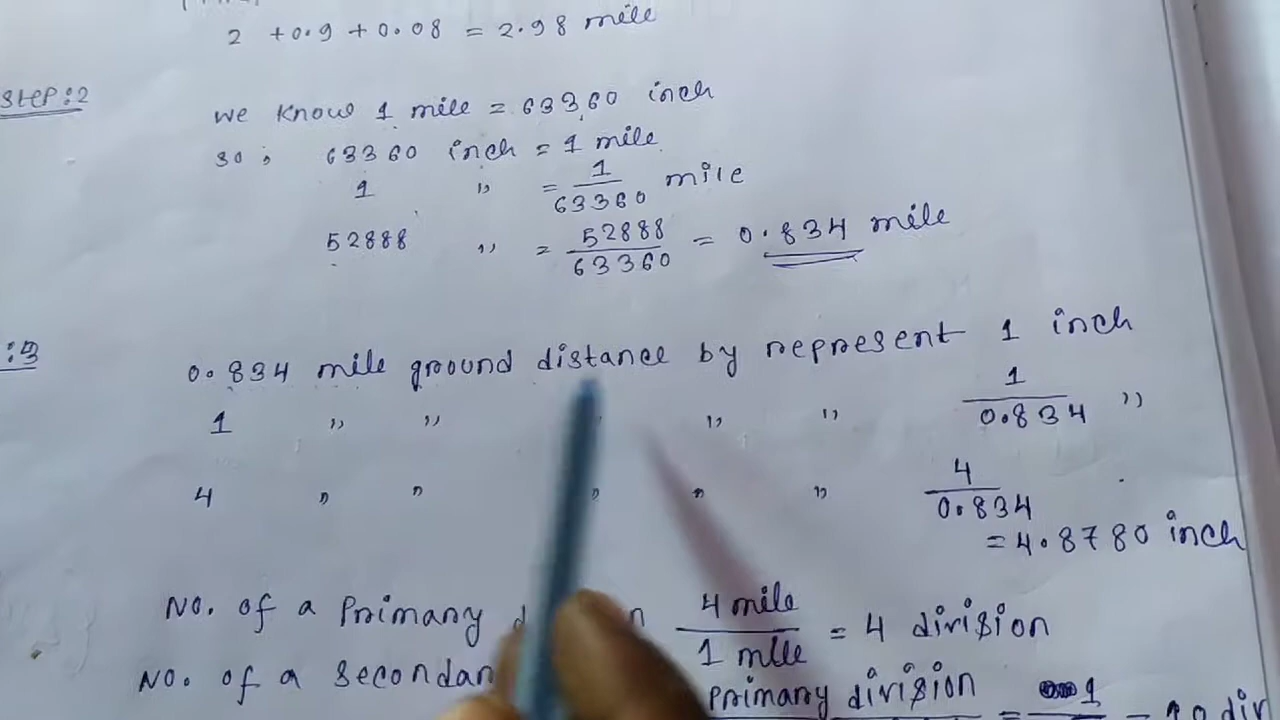 2 +0.9 +0.08 = 2.98 mile
Step:2
We know 1 mile = 63360 inch
so, 63360 inch = 1 mile
1 " = 1/63360 mile
52888 " = 52888/63360 = 0.834 mile
:3
0.834 mile ground distance by represent 1 inch
1 " " " " " 1/0.834 "
4 " " " " " 4/0.834
= 4.8780 inch
No. of a Primary 4 mile/1 mile = 4 division
No. of a secondar Primary division = 1